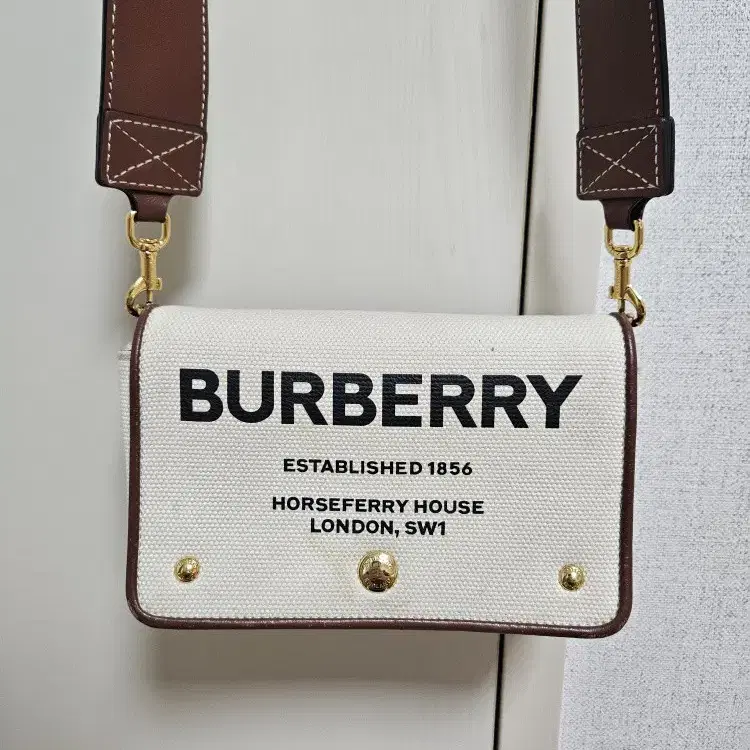 BURBERRY
ESTABLISHED 1856
HORSEFERRY HOUSE
LONDON, SW1